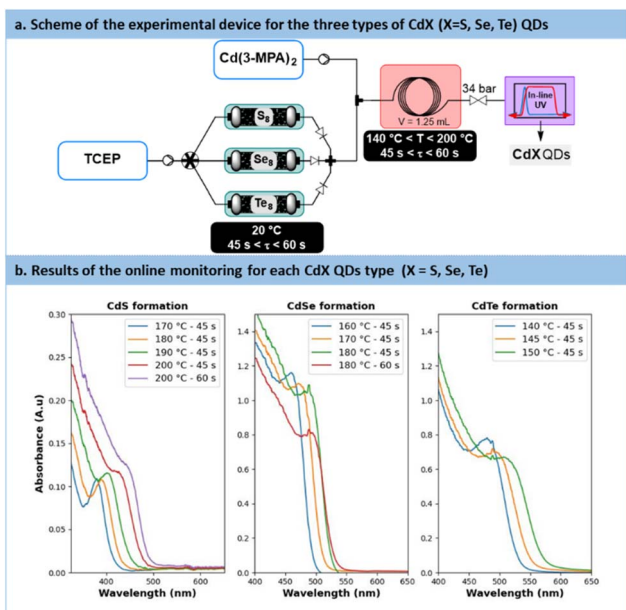 a. Scheme of the experimental device for the three types of CdX (X=S, Se, Te) QDs
Cd(3-MPA)₂
TCEP
S₈
Se₈
Te₈
20 °C
45 s < τ < 60 s
V = 1.25 mL
140 °C < T < 200 °C
45 s < τ < 60 s
34 bar
In-line
UV
CdX QDs
b. Results of the online monitoring for each CdX QDs type (X = S, Se, Te)
CdS formation
170 °C - 45 s
180 °C - 45 s
190 °C - 45 s
200 °C - 45 s
200 °C - 60 s
Absorbance (A.u)
0.30
0.25
0.20
0.15
0.10
0.05
0.00
400 500 600
Wavelength (nm)
CdSe formation
160 °C - 45 s
170 °C - 45 s
180 °C - 45 s
180 °C - 60 s
1.4
1.2
1.0
0.8
0.6
0.4
0.2
0.0
400 450 500 550 600 650
Wavelength (nm)
CdTe formation
140 °C - 45 s
145 °C - 45 s
150 °C - 45 s
1.4
1.2
1.0
0.8
0.6
0.4
0.2
0.0
400 450 500 550 600 650
Wavelength (nm)